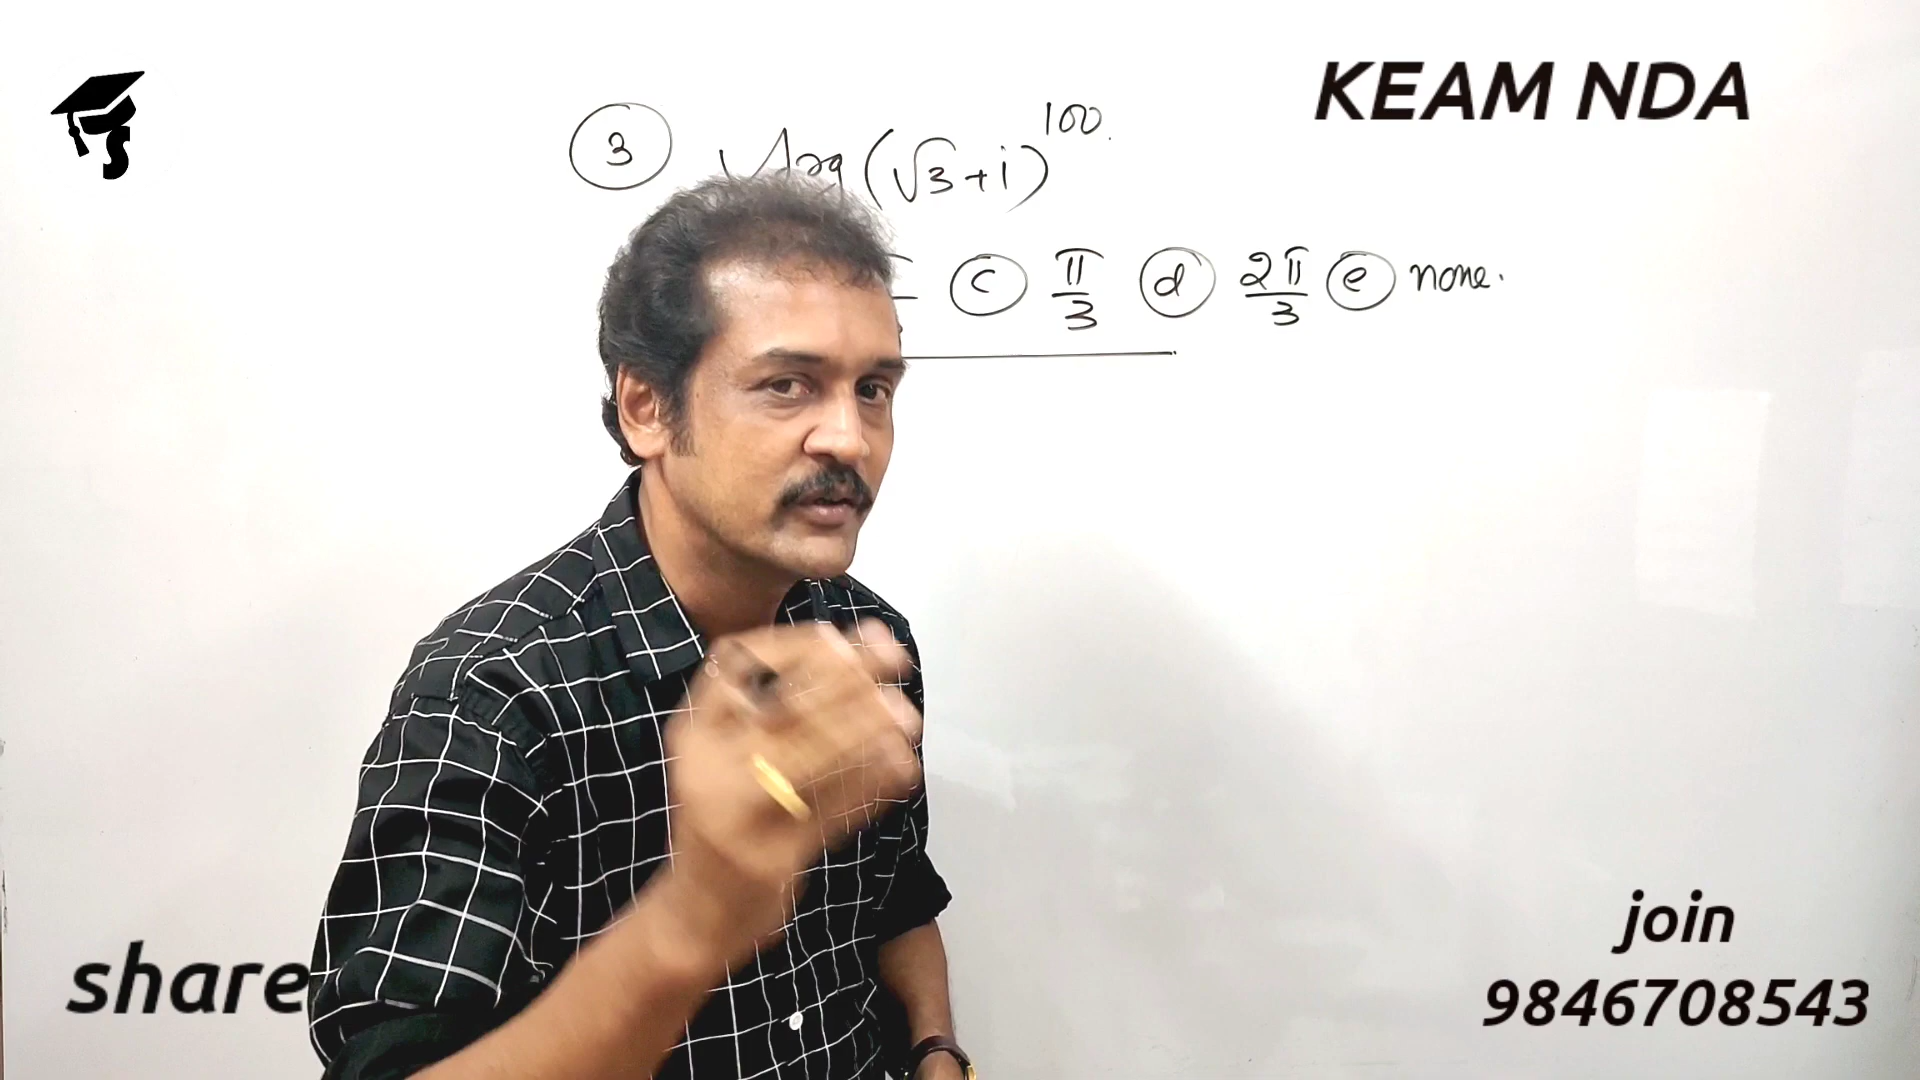 KEAM NDA
3 Arg (√3+i)^100.
c π/3 d 2π/3 e none.
share
join
9846708543